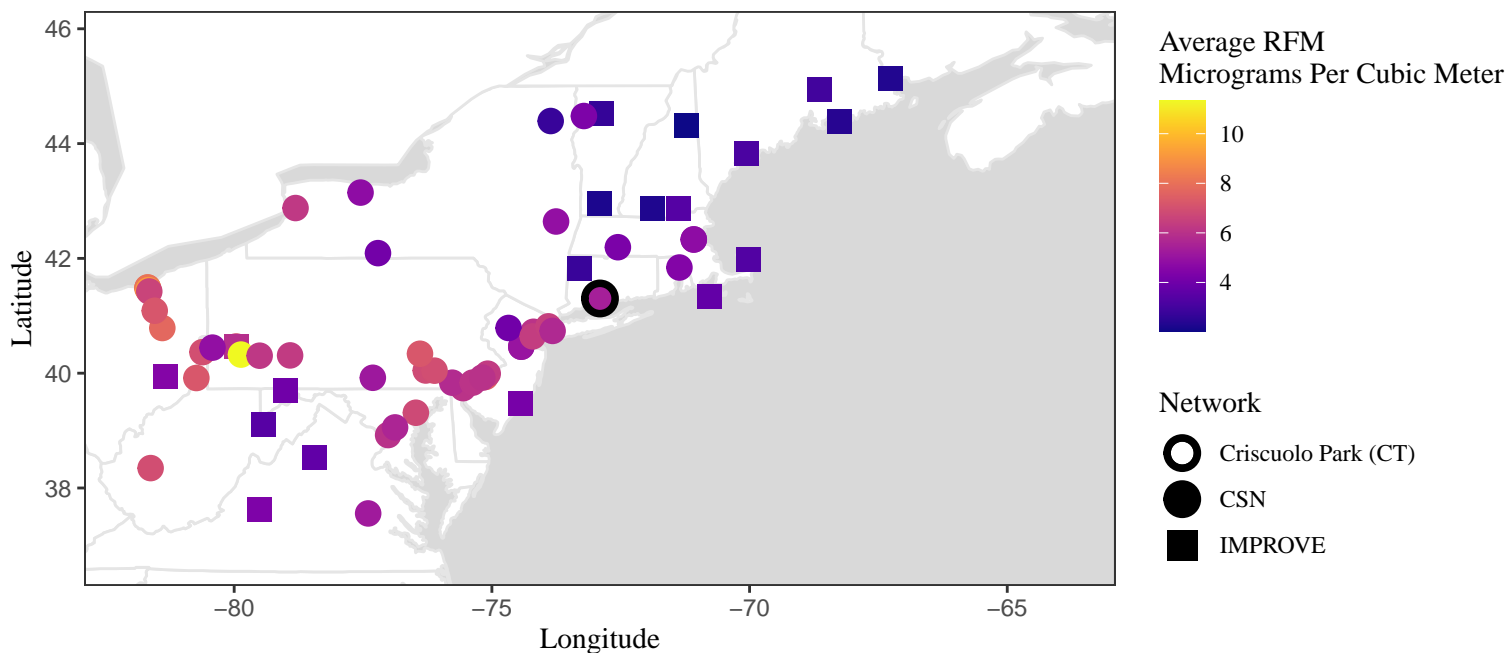 46
44
42
40
38
Latitude
−80
−75
−70
−65
Longitude
Average RFM
Micrograms Per Cubic Meter
10
8
6
4
Network
Criscuolo Park (CT)
CSN
IMPROVE